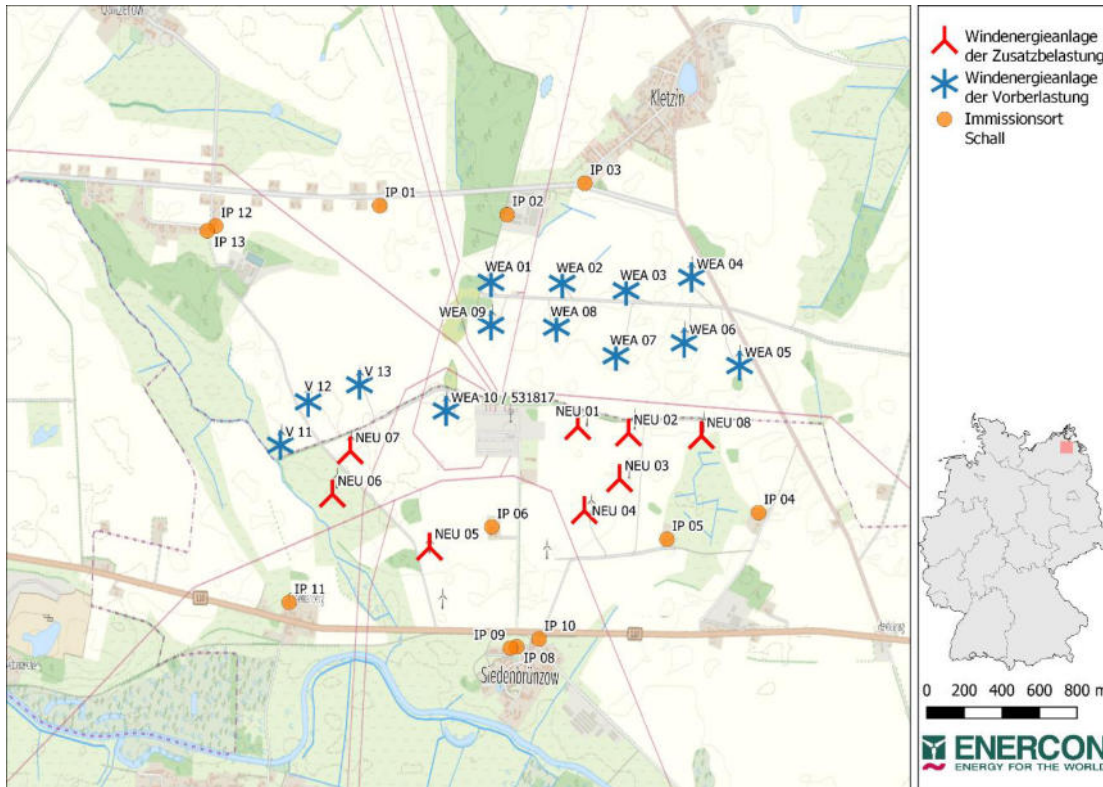 Kletzin
IP 03
IP 01
IP 02
IP 12
IP 13
WEA 04
WEA 01
WEA 02
WEA 03
WEA 09
WEA 08
WEA 06
WEA 07
WEA 05
V 13
V 12
WEA 10 / 531817
NEU 01
NEU 02
NEU 08
V 11
NEU 07
NEU 03
NEU 06
NEU 04
IP 04
IP 06
IP 05
NEU 05
IP 11
IP 10
IP 09
IP 08
Siedenbrünzow
Windenergieanlage
der Zusatzbelastung
Windenergieanlage
der Vorberlastung
Immissionsort
Schall
0 200 400 600 800 m
ENERCON
ENERGY FOR THE WORLD